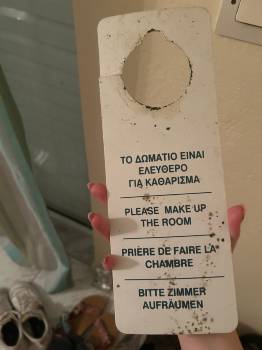 ΤΟ ΔΩΜΑΤΙΟ ΕΙΝΑΙ
ΕΛΕΥΘΕΡΟ
ΓΙΑ ΚΑΘΑΡΙΣΜΑ
PLEASE MAKE UP
THE ROOM
PRIÈRE DE FAIRE LA
CHAMBRE
BITTE ZIMMER
AUFRÄUMEN